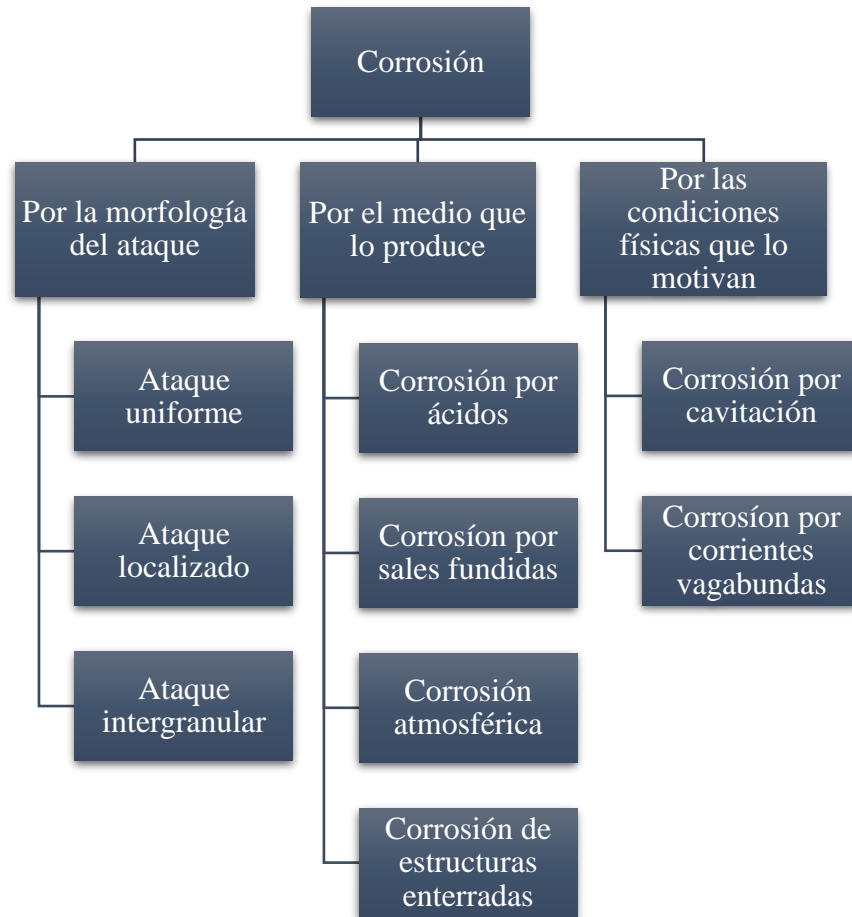 Corrosión
Por la morfología
del ataque
Ataque
uniforme
Ataque
localizado
Ataque
intergranular
Por el medio que
lo produce
Corrosión por
ácidos
Corrosíon por
sales fundidas
Corrosión
atmosférica
Corrosión de
estructuras
enterradas
Por las
condiciones
físicas que lo
motivan
Corrosión por
cavitación
Corrosíon por
corrientes
vagabundas